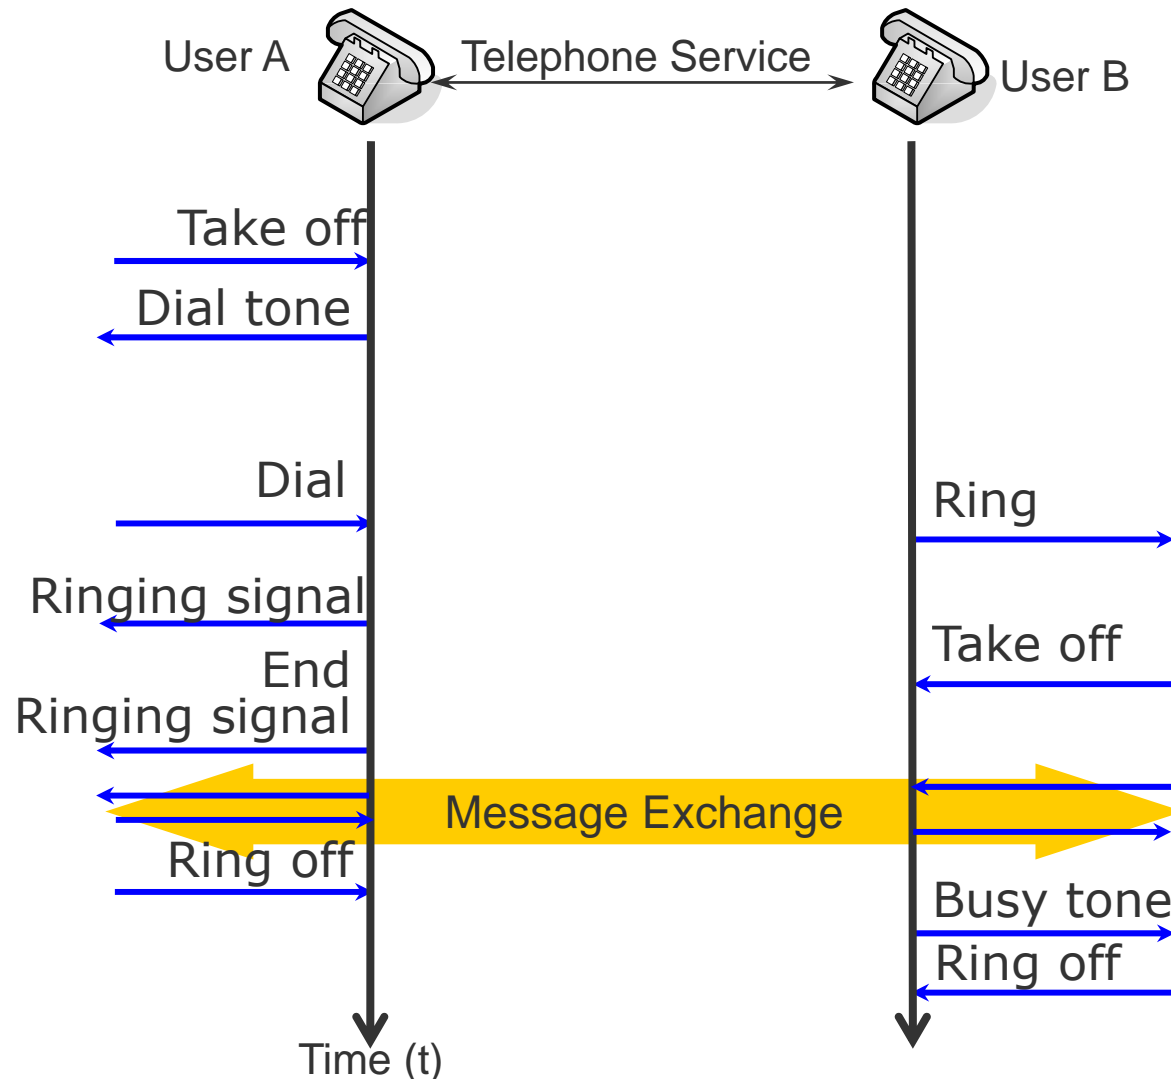 User A
Telephone Service
User B
Take off
Dial tone
Dial
Ring
Ringing signal
Take off
End
Ringing signal
Message Exchange
Ring off
Busy tone
Ring off
Time (t)